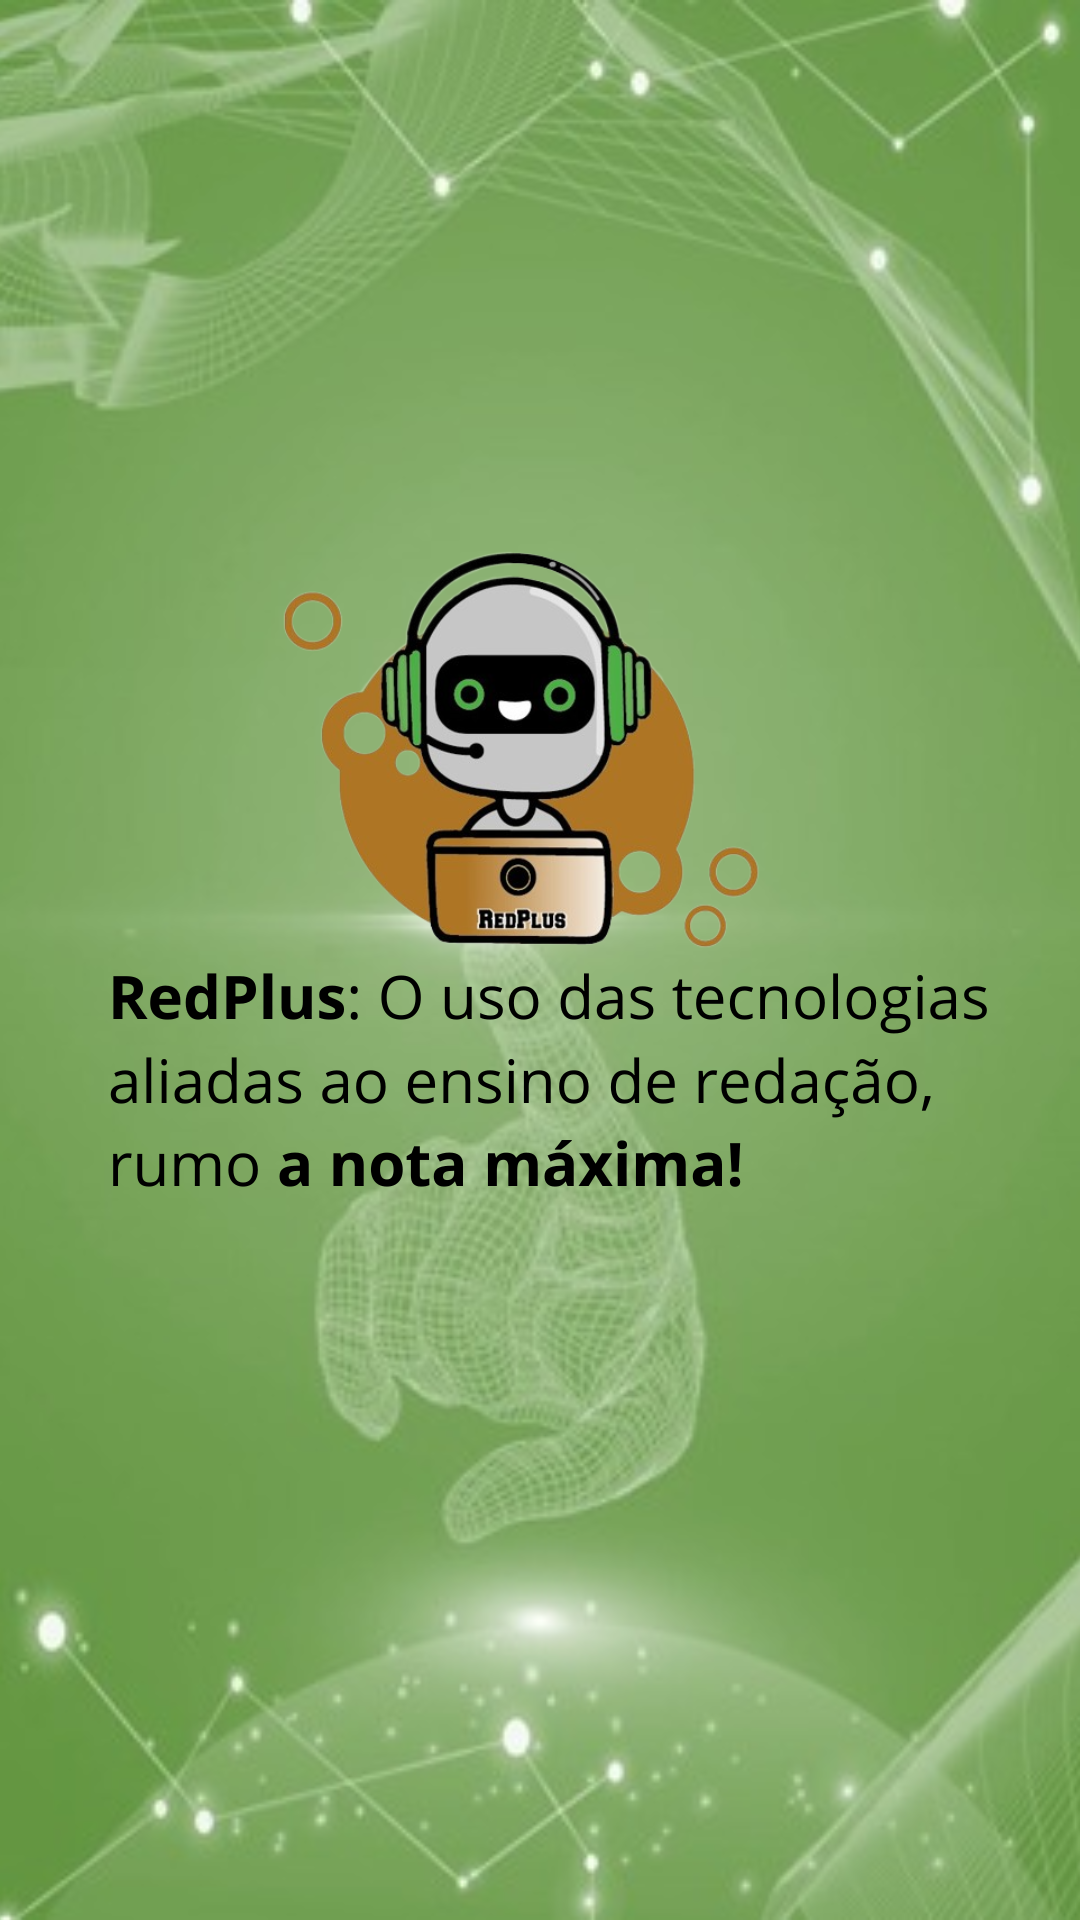 REDPLUS
RedPlus: O uso das tecnologias
aliadas ao ensino de redação,
rumo a nota máxima!